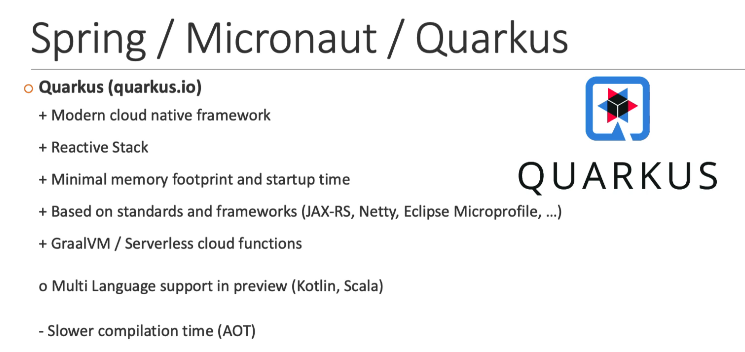 Spring / Micronaut / Quarkus
o Quarkus (quarkus.io)
+ Modern cloud native framework
+ Reactive Stack
+ Minimal memory footprint and startup time
QUARKUS
+ Based on standards and frameworks (JAX-RS, Netty, Eclipse Microprofile, …)
+ GraalVM / Serverless cloud functions
o Multi Language support in preview (Kotlin, Scala)
- Slower compilation time (AOT)